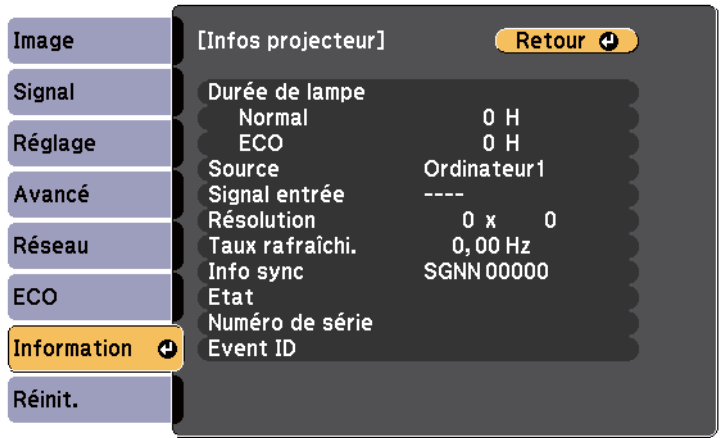 Image
Signal
Réglage
Avancé
Réseau
ECO
Information
Réinit.
[Infos projecteur] Retour
Durée de lampe
Normal 0 H
ECO 0 H
Source Ordinateur1
Signal entrée ----
Résolution 0 x 0
Taux rafraîchi. 0,00 Hz
Info sync SGNN 00000
Etat
Numéro de série
Event ID